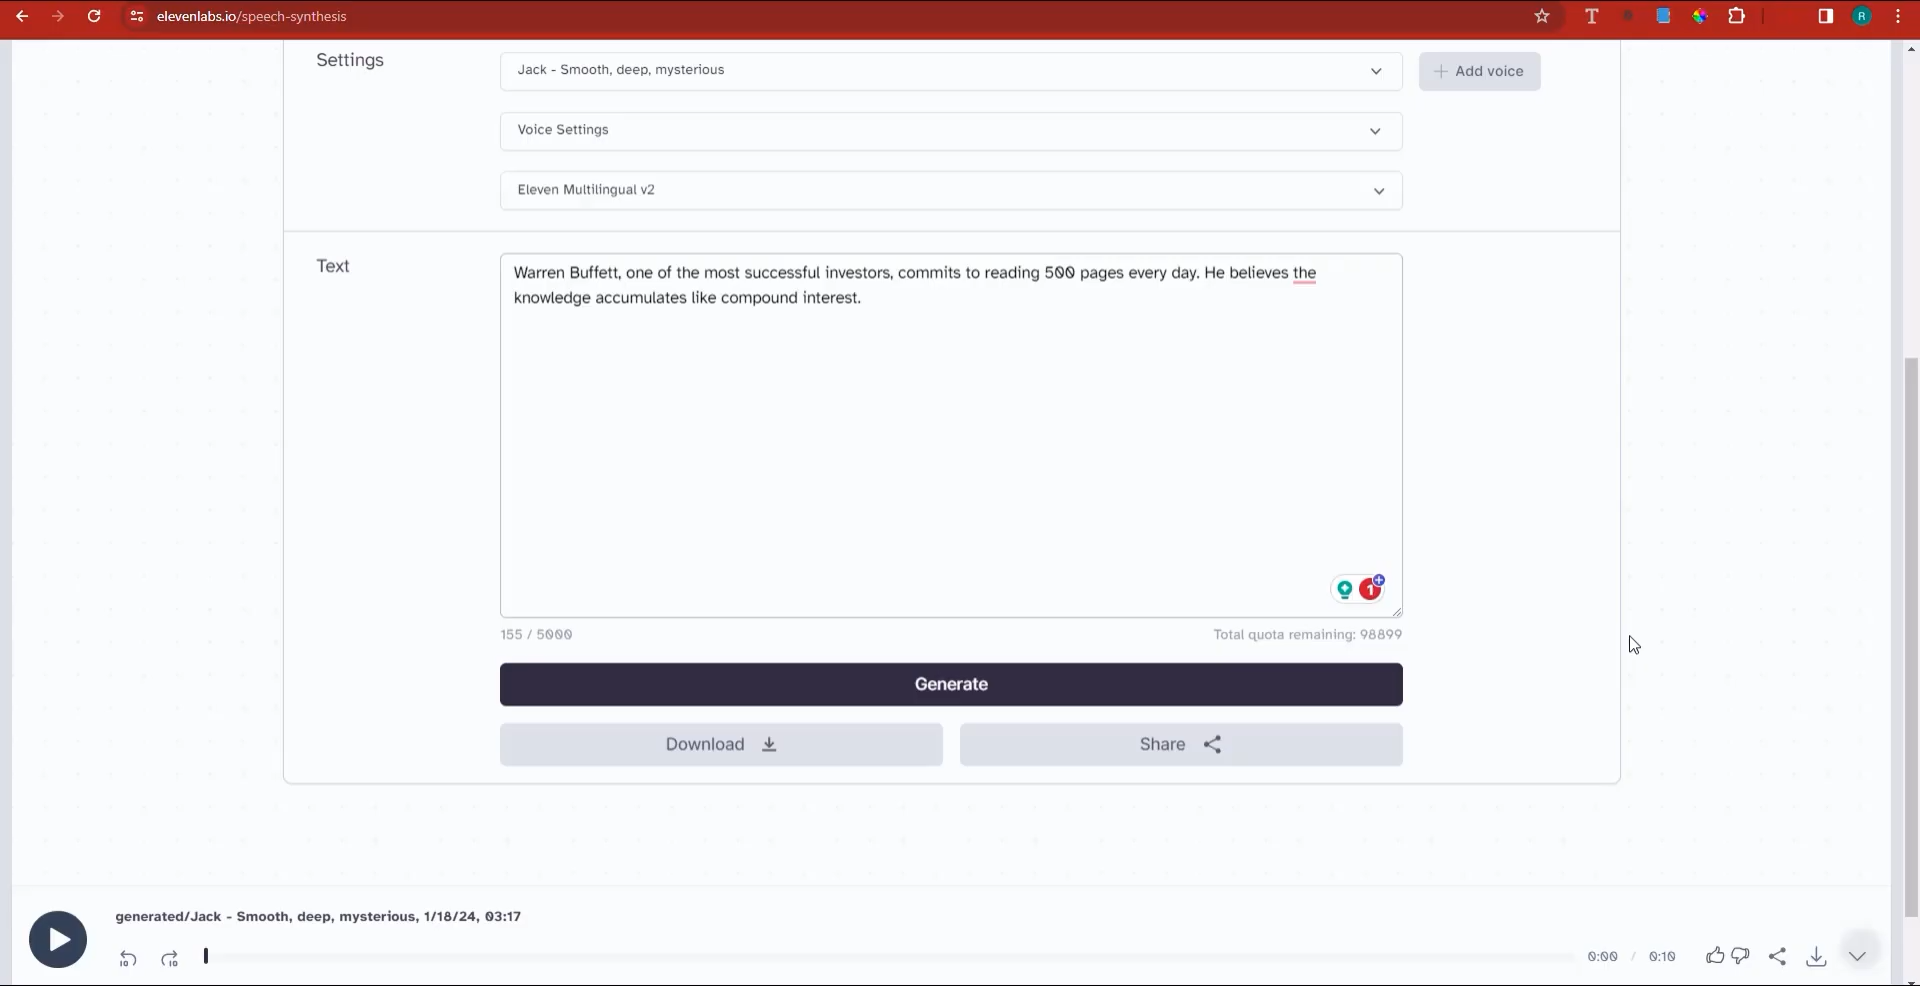 elevenlabs.io/speech-synthesis
T
R
Settings
Jack - Smooth, deep, mysterious
Add voice
Voice Settings
Eleven Multilingual v2
Text
Warren Buffett, one of the most successful investors, commits to reading 500 pages every day. He believes the
knowledge accumulates like compound interest.
1
155 / 5000
Total quota remaining: 98899
Generate
Download
Share
generated/Jack - Smooth, deep, mysterious, 1/18/24, 03:17
10
10
0:00 / 0:10